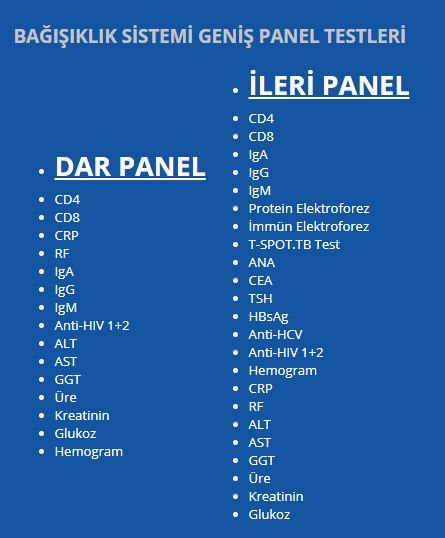 BAĞIŞIKLIK SİSTEMİ GENİŞ PANEL TESTLERİ
DAR PANEL
CD4
CD8
CRP
RF
IgA
IgG
IgM
Anti-HIV 1+2
ALT
AST
GGT
Üre
Kreatinin
Glukoz
Hemogram
İLERİ PANEL
CD4
CD8
IgA
IgG
IgM
Protein Elektroforez
İmmün Elektroforez
T-SPOT.TB Test
ANA
CEA
TSH
HBsAg
Anti-HCV
Anti-HIV 1+2
Hemogram
CRP
RF
ALT
AST
GGT
Üre
Kreatinin
Glukoz